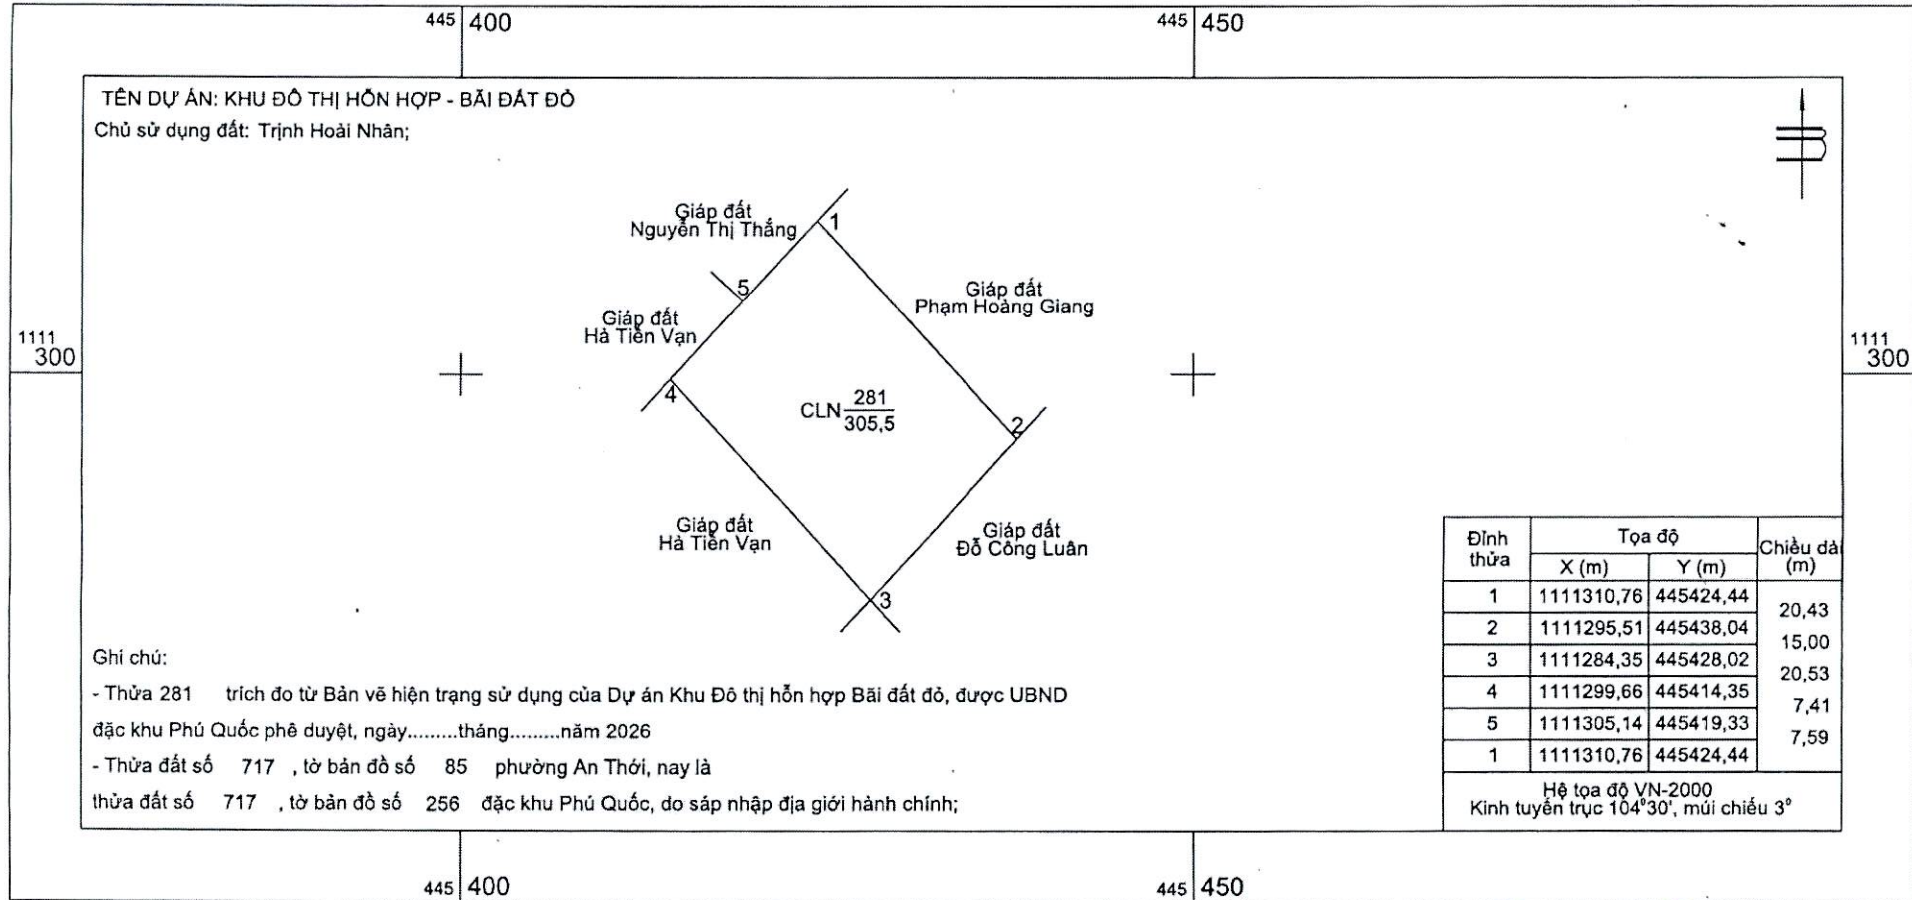 445 400
445 450
TÊN DỰ ÁN: KHU ĐÔ THỊ HỖN HỢP - BÃI ĐẤT ĐỎ
Chủ sử dụng đất: Trịnh Hoài Nhân;
B
Giáp đất
Nguyễn Thị Thắng
1
5
Giáp đất
Phạm Hoàng Giang
Giáp đất
Hà Tiến Vạn
1111
300
1111
300
4
CLN 281
305,5
2
Giáp đất
Hà Tiến Vạn
Giáp đất
Đỗ Công Luân
3
Đỉnh thửa Tọa độ Chiều dài (m)
X (m) Y (m)
1 1111310,76 445424,44
20,43
2 1111295,51 445438,04
15,00
3 1111284,35 445428,02
20,53
4 1111299,66 445414,35
7,41
5 1111305,14 445419,33
7,59
1 1111310,76 445424,44
Hệ tọa độ VN-2000
Kinh tuyến trục 104°30', múi chiếu 3°
Ghi chú:
- Thửa 281 trích đo từ Bản vẽ hiện trạng sử dụng của Dự án Khu Đô thị hỗn hợp Bãi đất đỏ, được UBND
đặc khu Phú Quốc phê duyệt, ngày.........tháng.........năm 2026
- Thửa đất số 717 , tờ bản đồ số 85 phường An Thới, nay là
thửa đất số 717 , tờ bản đồ số 256 đặc khu Phú Quốc, do sáp nhập địa giới hành chính;
445 400
445 450